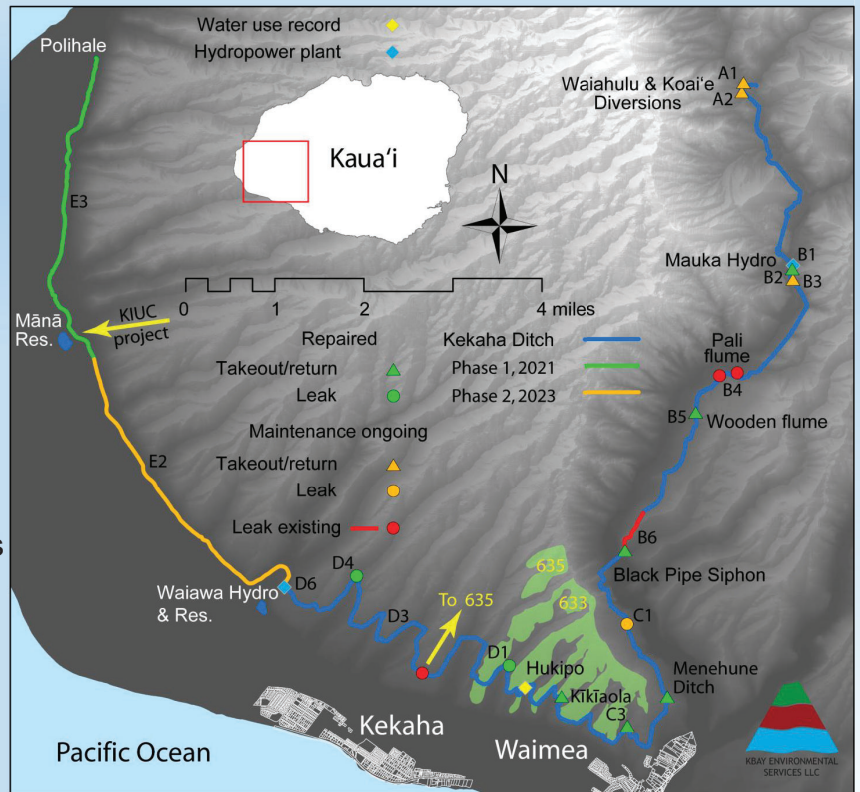 Polihale
Water use record
Hydropower plant
Waiahulu & Koai‘e
Diversions
A1
A2
Kaua‘i
N
E3
Mauka Hydro
B1
B2
B3
0
1
2
4 miles
Mānā
Res.
KIUC
project
Repaired
Takeout/return
Leak
Maintenance ongoing
Takeout/return
Leak
Leak existing
Kekaha Ditch
Phase 1, 2021
Phase 2, 2023
Pali
flume
B4
B5
Wooden flume
E2
B6
Black Pipe Siphon
s
Waiawa Hydro
& Res.
D6
D4
D3
To 635
635
633
C1
D1
Hukipo
Kīkīaola
C3
Menehune
Ditch
Kekaha
Waimea
Pacific Ocean
KBAY ENVIRONMENTAL
SERVICES LLC